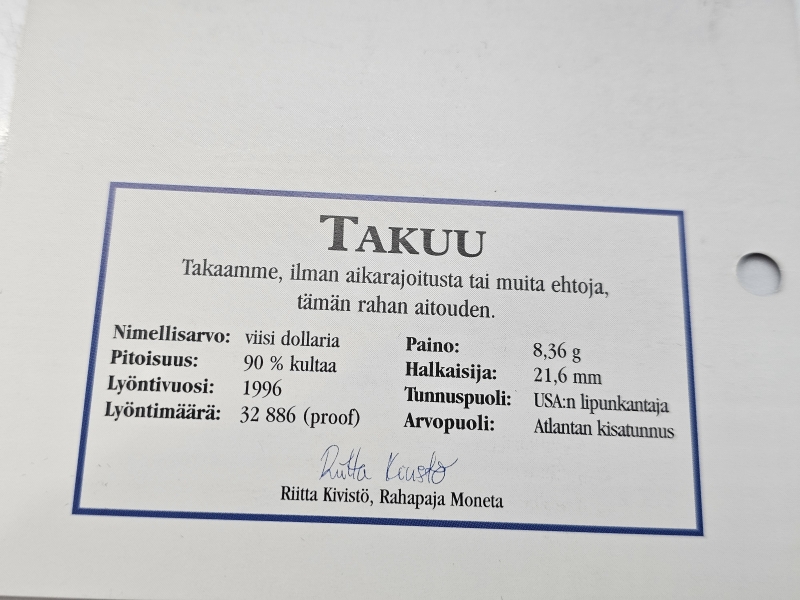 TAKUU
Takaamme, ilman aikarajoitusta tai muita ehtoja,
tämän rahan aitouden.
Nimellisarvo: viisi dollaria
Pitoisuus: 90 % kultaa
Lyöntivuosi: 1996
Lyöntimäärä: 32 886 (proof)
Paino: 8,36 g
Halkaisija: 21,6 mm
Tunnuspuoli: USA:n lipunkantaja
Arvopuoli: Atlantan kisatunnus
Riitta Kivistö
Riitta Kivistö, Rahapaja Moneta